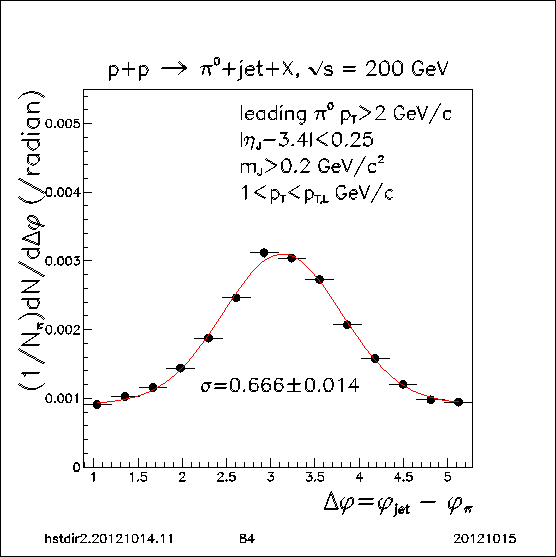 p+p → π⁰+jet+X, √s = 200 GeV
leading π⁰ p_T>2 GeV/c
|η_J−3.4|<0.25
m_J>0.2 GeV/c²
1<p_T<p_T,L GeV/c
(1/N_π)dN/dΔφ (/radian)
0.005
0.004
0.003
0.002
0.001
0
σ=0.666±0.014
1 1.5 2 2.5 3 3.5 4 4.5 5
Δφ=φ_jet − φ_π
hstdir2.20121014.11 84 20121015